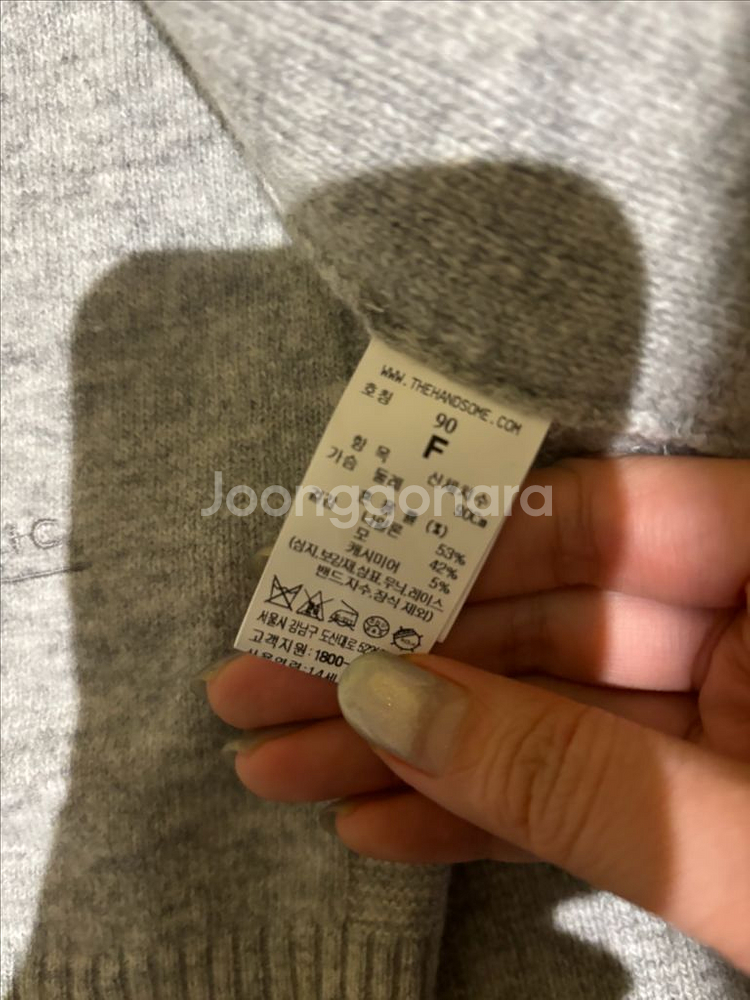 WWW.THEHANDSOME.COM
호칭 90
F
항 목 신체치수
가슴 둘레 90Cm
Joonggonara
(%)
53%
모 42%
캐시미어 5%
(심지,보강재,상표,무늬,레이스
밴드,자수,장식 제외)
서울시 강남구 도산대로
고객지원:1800-
IC